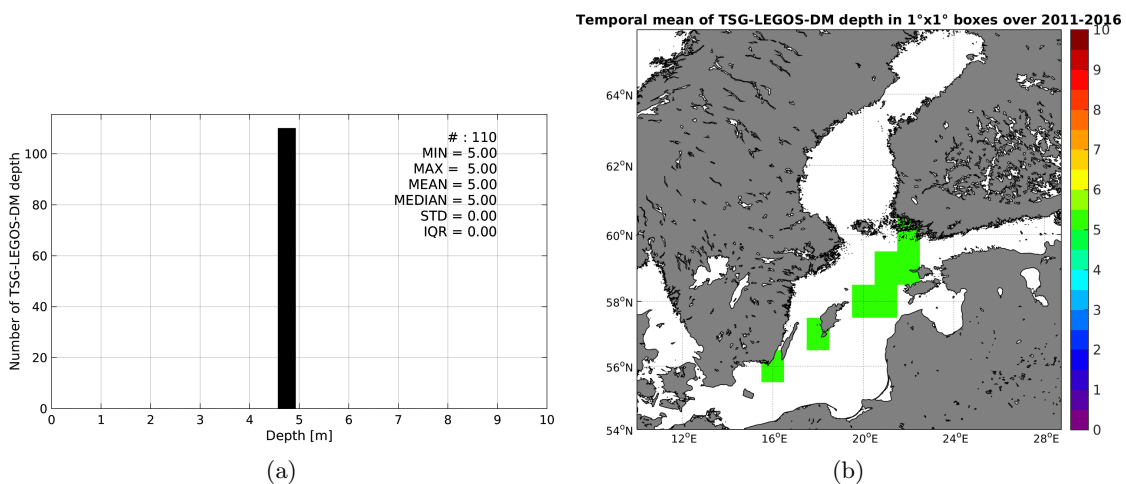 Temporal mean of TSG-LEGOS-DM depth in 1°x1° boxes over 2011-2016
Number of TSG-LEGOS-DM depth
100
80
60
40
20
0
# : 110
MIN = 5.00
MAX = 5.00
MEAN = 5.00
MEDIAN = 5.00
STD = 0.00
IQR = 0.00
0 1 2 3 4 5 6 7 8 9 10
Depth [m]
(a)
64°N
62°N
60°N
58°N
56°N
54°N
12°E 16°E 20°E 24°E 28°E
10
9
8
7
6
5
4
3
2
1
0
(b)